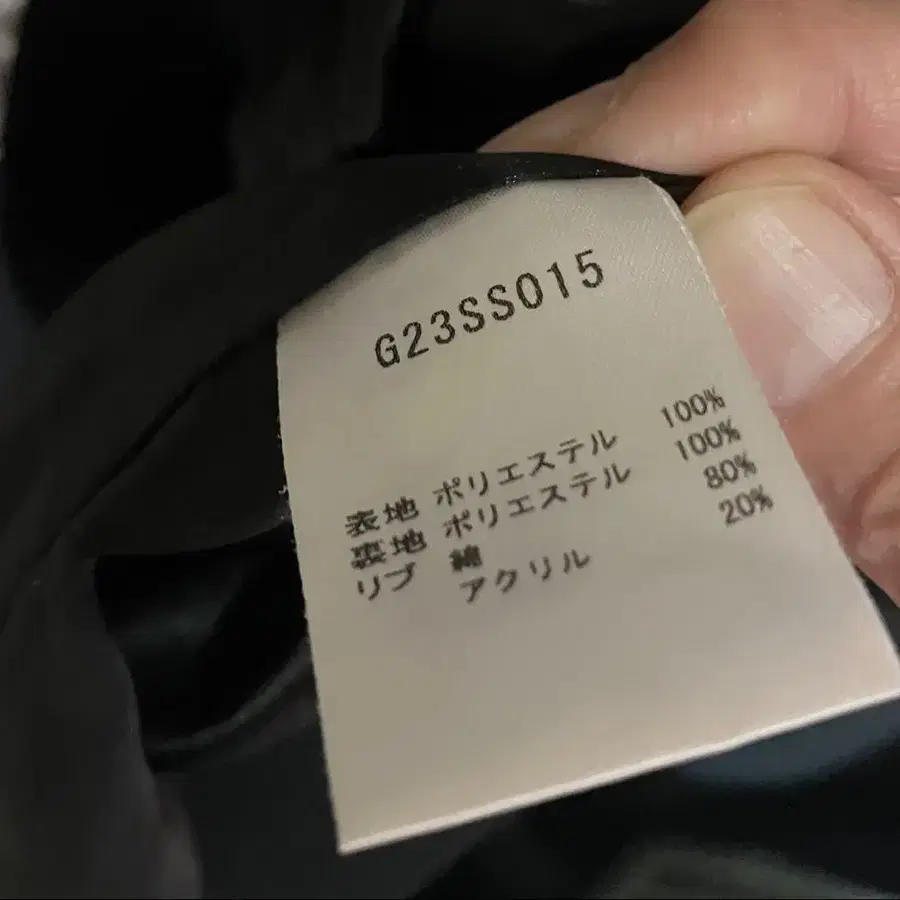 G23SS015
表地 ポリエステル 100%
裏地 ポリエステル 100%
リブ 綿 80%
アクリル 20%